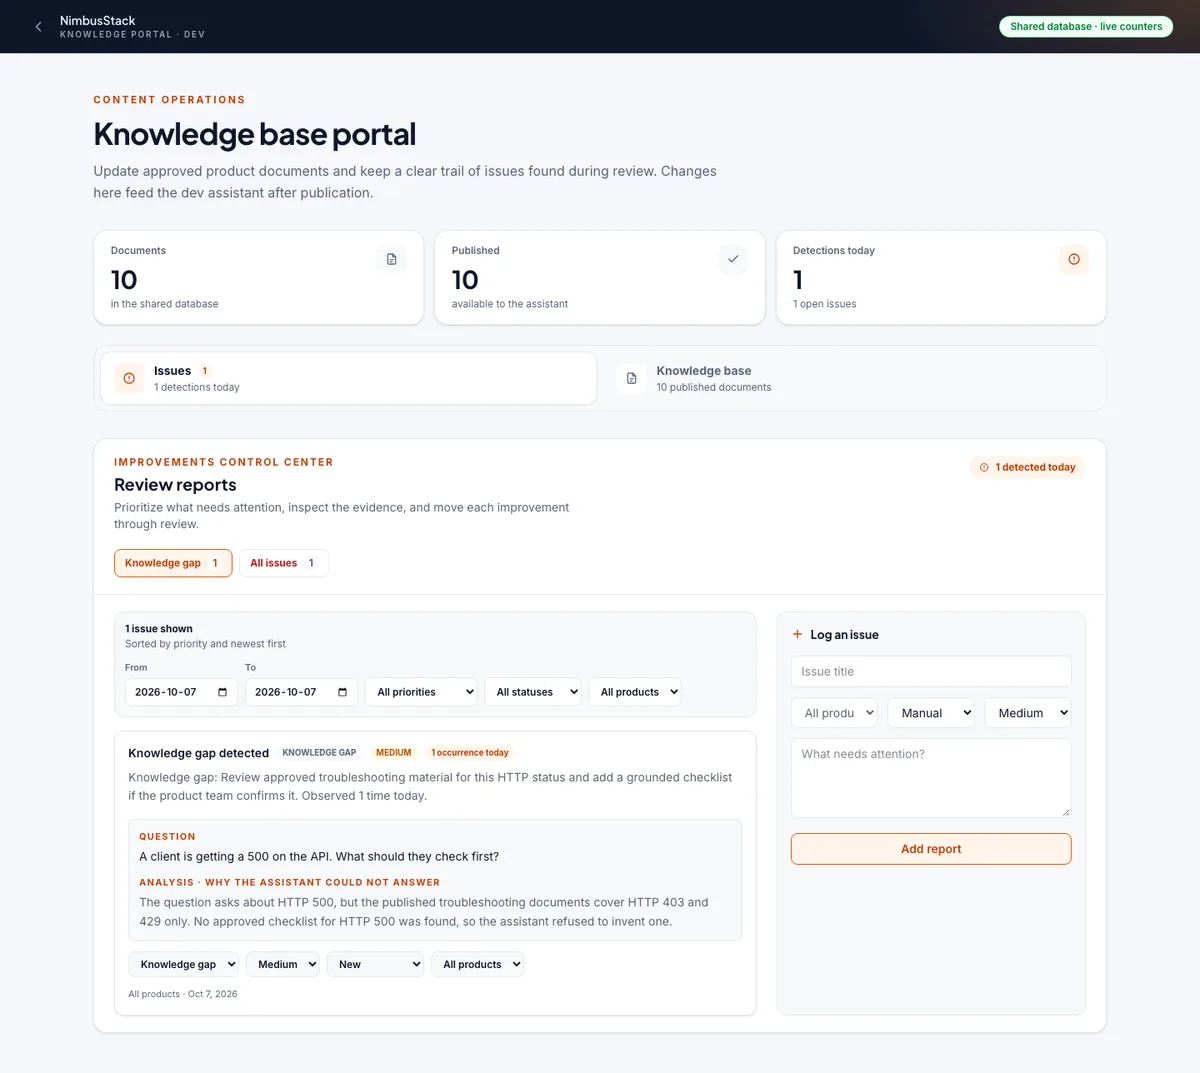 NimbusStack
KNOWLEDGE PORTAL · DEV
Shared database · live counters
CONTENT OPERATIONS
Knowledge base portal
Update approved product documents and keep a clear trail of issues found during review. Changes
here feed the dev assistant after publication.
Documents
10
in the shared database
Published
10
available to the assistant
Detections today
1
1 open issues
Issues 1
1 detections today
Knowledge base
10 published documents
IMPROVEMENTS CONTROL CENTER
Review reports
Prioritize what needs attention, inspect the evidence, and move each improvement
through review.
1 detected today
Knowledge gap 1
All issues 1
1 issue shown
Sorted by priority and newest first
From
To
2026-10-07
2026-10-07
All priorities
All statuses
All products
Knowledge gap detected KNOWLEDGE GAP MEDIUM 1 occurrence today
Knowledge gap: Review approved troubleshooting material for this HTTP status and add a grounded checklist
if the product team confirms it. Observed 1 time today.
QUESTION
A client is getting a 500 on the API. What should they check first?
ANALYSIS · WHY THE ASSISTANT COULD NOT ANSWER
The question asks about HTTP 500, but the published troubleshooting documents cover HTTP 403 and
429 only. No approved checklist for HTTP 500 was found, so the assistant refused to invent one.
Knowledge gap
Medium
New
All products
All products · Oct 7, 2026
+ Log an issue
Issue title
All produ
Manual
Medium
What needs attention?
Add report